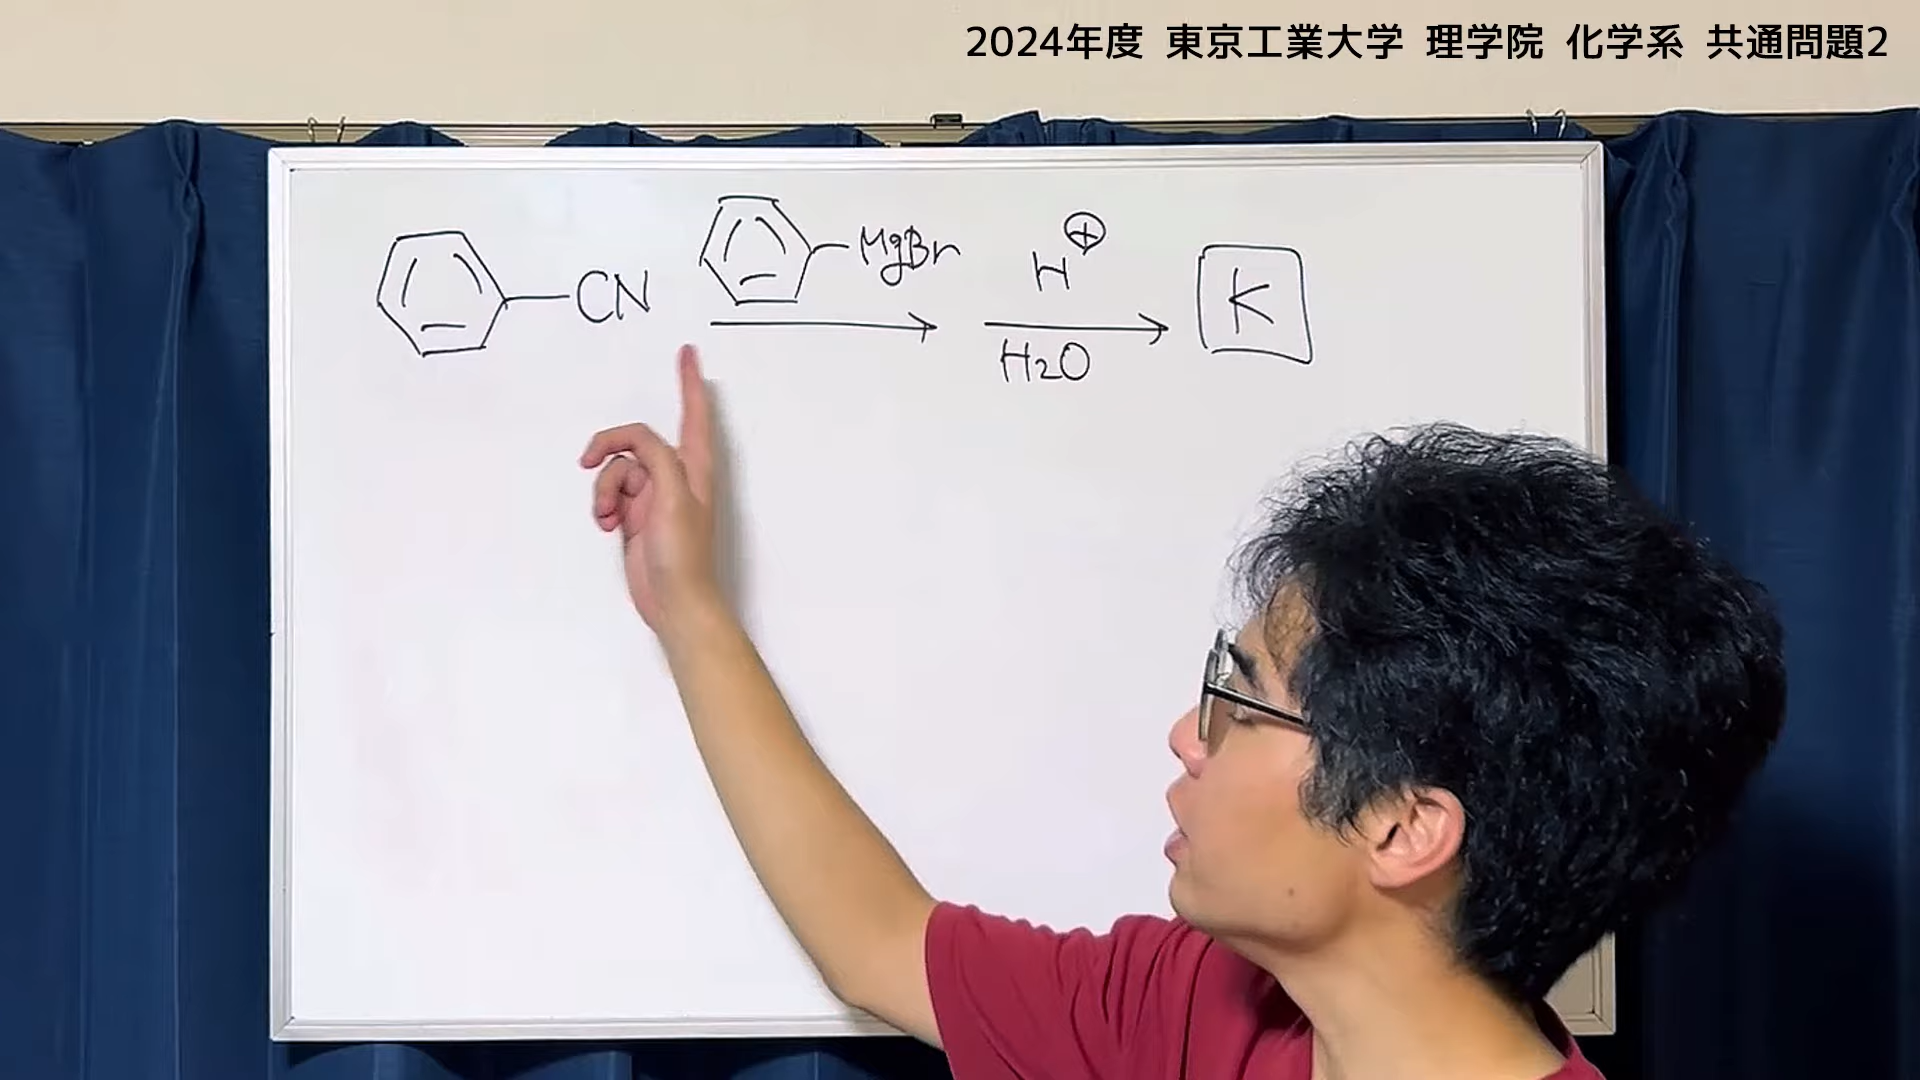 2024年度 東京工業大学 理学院 化学系 共通問題2
CN
MgBr
H⊕
H2O
K